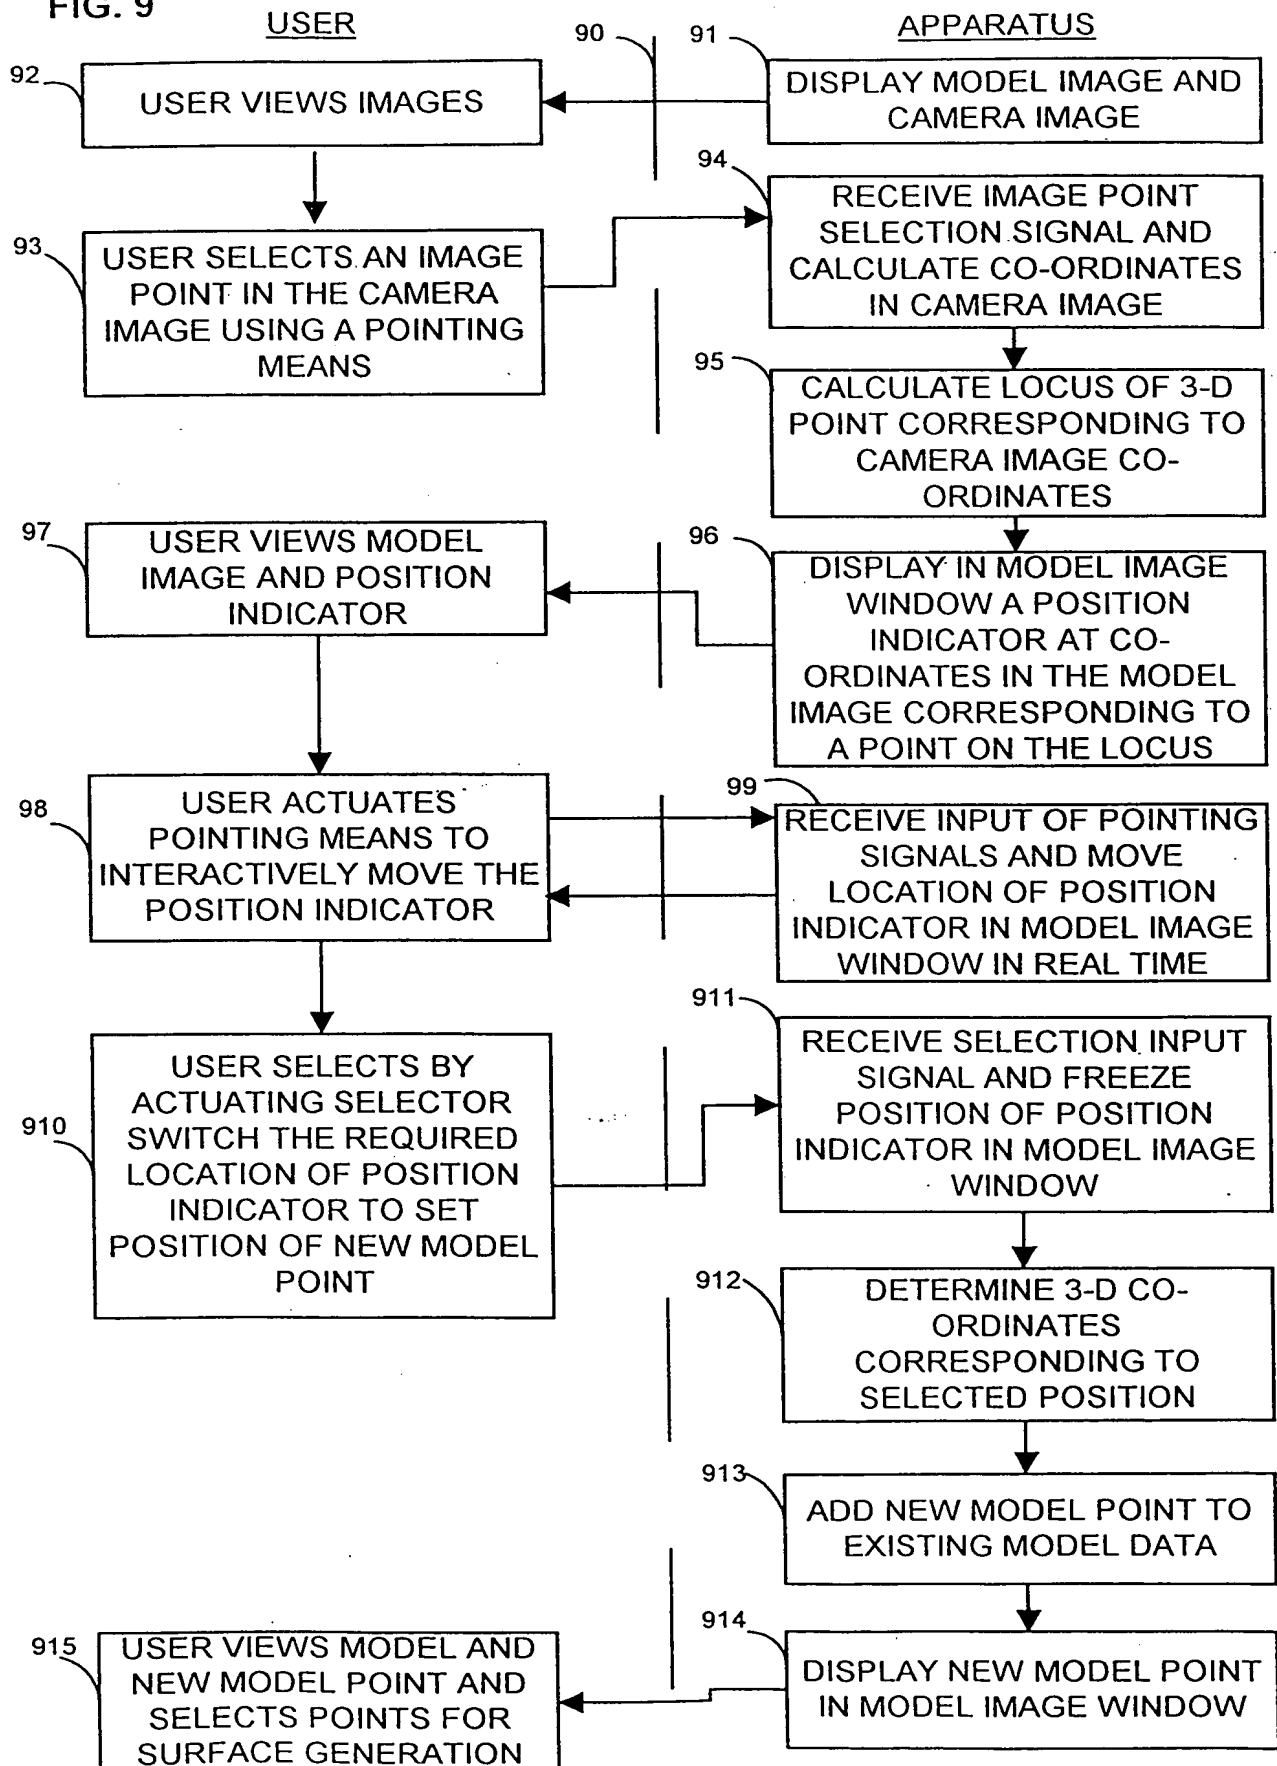 FIG. 9
USER
APPARATUS
90
91
92
USER VIEWS IMAGES
DISPLAY MODEL IMAGE AND
CAMERA IMAGE
94
RECEIVE IMAGE POINT
SELECTION SIGNAL AND
CALCULATE CO-ORDINATES
IN CAMERA IMAGE
93
USER SELECTS AN IMAGE
POINT IN THE CAMERA
IMAGE USING A POINTING
MEANS
95
CALCULATE LOCUS OF 3-D
POINT CORRESPONDING TO
CAMERA IMAGE CO-
ORDINATES
97
USER VIEWS MODEL
IMAGE AND POSITION
INDICATOR
96
DISPLAY IN MODEL IMAGE
WINDOW A POSITION
INDICATOR AT CO-
ORDINATES IN THE MODEL
IMAGE CORRESPONDING TO
A POINT ON THE LOCUS
98
USER ACTUATES
POINTING MEANS TO
INTERACTIVELY MOVE THE
POSITION INDICATOR
99
RECEIVE INPUT OF POINTING
SIGNALS AND MOVE
LOCATION OF POSITION
INDICATOR IN MODEL IMAGE
WINDOW IN REAL TIME
910
USER SELECTS BY
ACTUATING SELECTOR
SWITCH THE REQUIRED
LOCATION OF POSITION
INDICATOR TO SET
POSITION OF NEW MODEL
POINT
911
RECEIVE SELECTION INPUT
SIGNAL AND FREEZE
POSITION OF POSITION
INDICATOR IN MODEL IMAGE
WINDOW
912
DETERMINE 3-D CO-
ORDINATES
CORRESPONDING TO
SELECTED POSITION
913
ADD NEW MODEL POINT TO
EXISTING MODEL DATA
914
DISPLAY NEW MODEL POINT
IN MODEL IMAGE WINDOW
915
USER VIEWS MODEL AND
NEW MODEL POINT AND
SELECTS POINTS FOR
SURFACE GENERATION